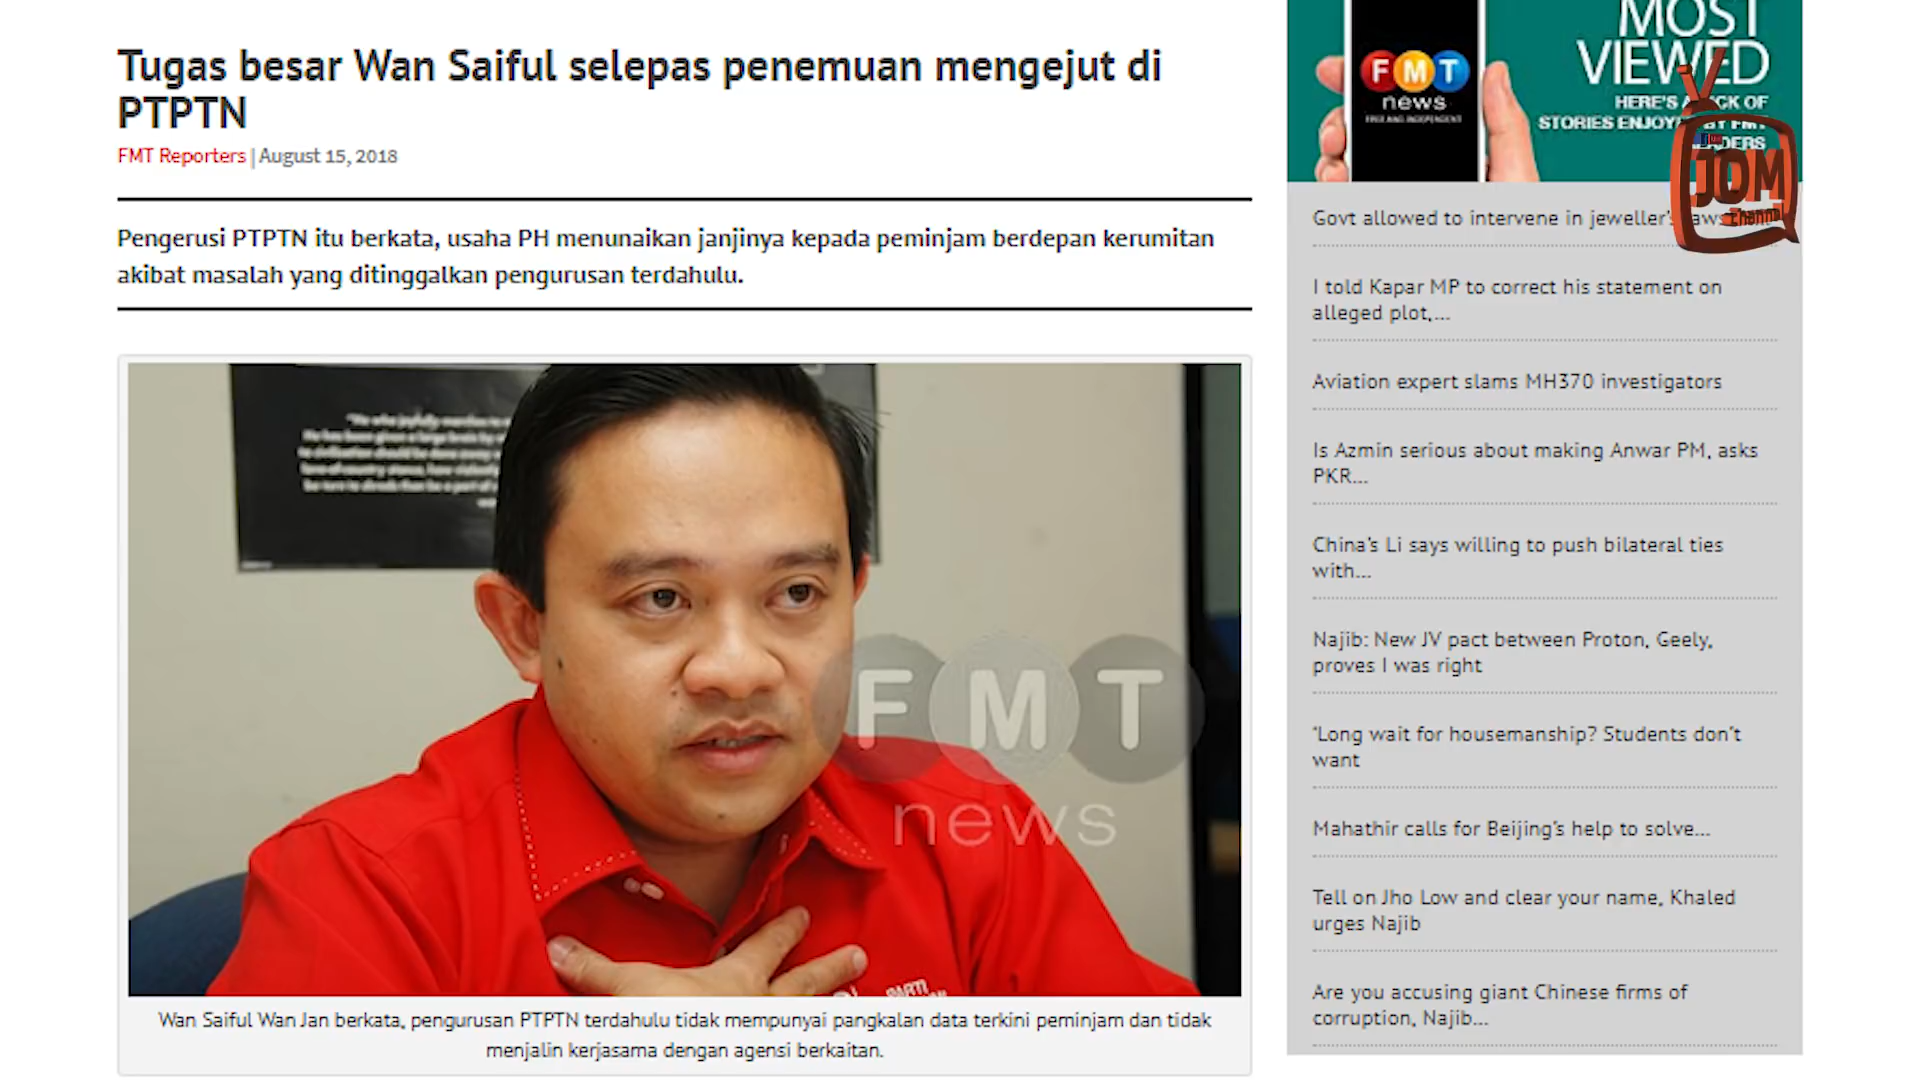 Tugas besar Wan Saiful selepas penemuan mengejut di
PTPTN
FMT Reporters | August 15, 2018
Pengerusi PTPTN itu berkata, usaha PH menunaikan janjinya kepada peminjam berdepan kerumitan
akibat masalah yang ditinggalkan pengurusan terdahulu.
FMT
news
PARTI
Wan Saiful Wan Jan berkata, pengurusan PTPTN terdahulu tidak mempunyai pangkalan data terkini peminjam dan tidak
menjalin kerjasama dengan agensi berkaitan.
FMT
news
FREE AND INDEPENDENT
MOST
VIEWED
HERE'S OF
STORIES BY FMT
JOM
channel
Govt allowed to intervene in jeweller's
I told Kapar MP to correct his statement on
alleged plot,...
Aviation expert slams MH370 investigators
Is Azmin serious about making Anwar PM, asks
PKR...
China's Li says willing to push bilateral ties
with...
Najib: New JV pact between Proton, Geely,
proves I was right
'Long wait for housemanship? Students don't
want
Mahathir calls for Beijing's help to solve...
Tell on Jho Low and clear your name, Khaled
urges Najib
Are you accusing giant Chinese firms of
corruption, Najib...